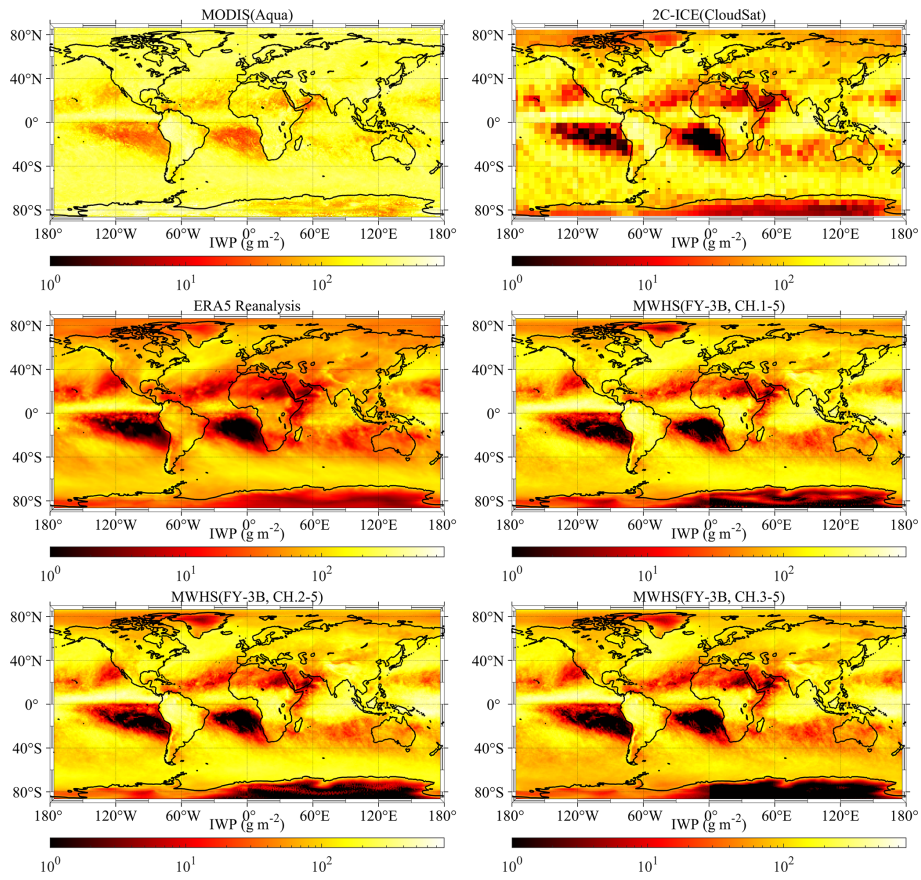 MODIS(Aqua) 2C-ICE(CloudSat)
80°N 80°N
40°N 40°N
0° 0°
40°S 40°S
80°S 80°S
180° 120°W 60°W 0° 60°E 120°E 180° 180° 120°W 60°W 0° 60°E 120°E 180°
IWP (g m⁻²) IWP (g m⁻²)
10⁰ 10¹ 10² 10⁰ 10¹ 10²
ERA5 Reanalysis MWHS(FY-3B, CH.1-5)
80°N 80°N
40°N 40°N
0° 0°
40°S 40°S
80°S 80°S
180° 120°W 60°W 0° 60°E 120°E 180° 180° 120°W 60°W 0° 60°E 120°E 180°
IWP (g m⁻²) IWP (g m⁻²)
10⁰ 10¹ 10² 10⁰ 10¹ 10²
MWHS(FY-3B, CH.2-5) MWHS(FY-3B, CH.3-5)
80°N 80°N
40°N 40°N
0° 0°
40°S 40°S
80°S 80°S
180° 120°W 60°W 0° 60°E 120°E 180° 180° 120°W 60°W 0° 60°E 120°E 180°
IWP (g m⁻²) IWP (g m⁻²)
10⁰ 10¹ 10² 10⁰ 10¹ 10²